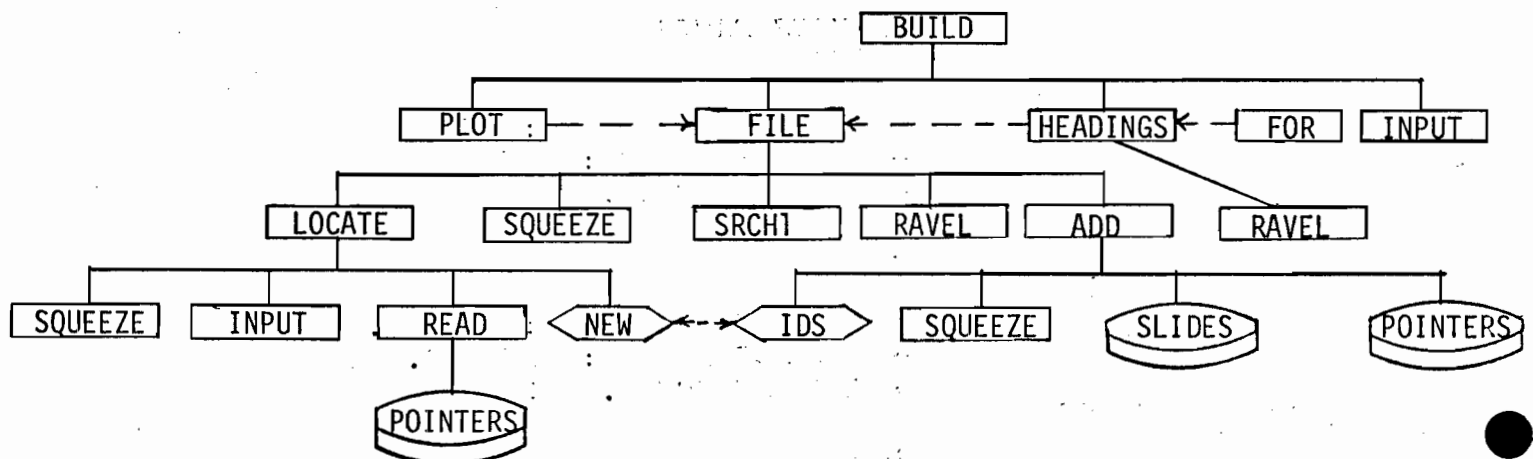 BUILD
PLOT : FILE HEADINGS FOR INPUT
LOCATE SQUEEZE SRCH1 RAVEL ADD RAVEL
SQUEEZE INPUT READ NEW IDS SQUEEZE SLIDES POINTERS
POINTERS